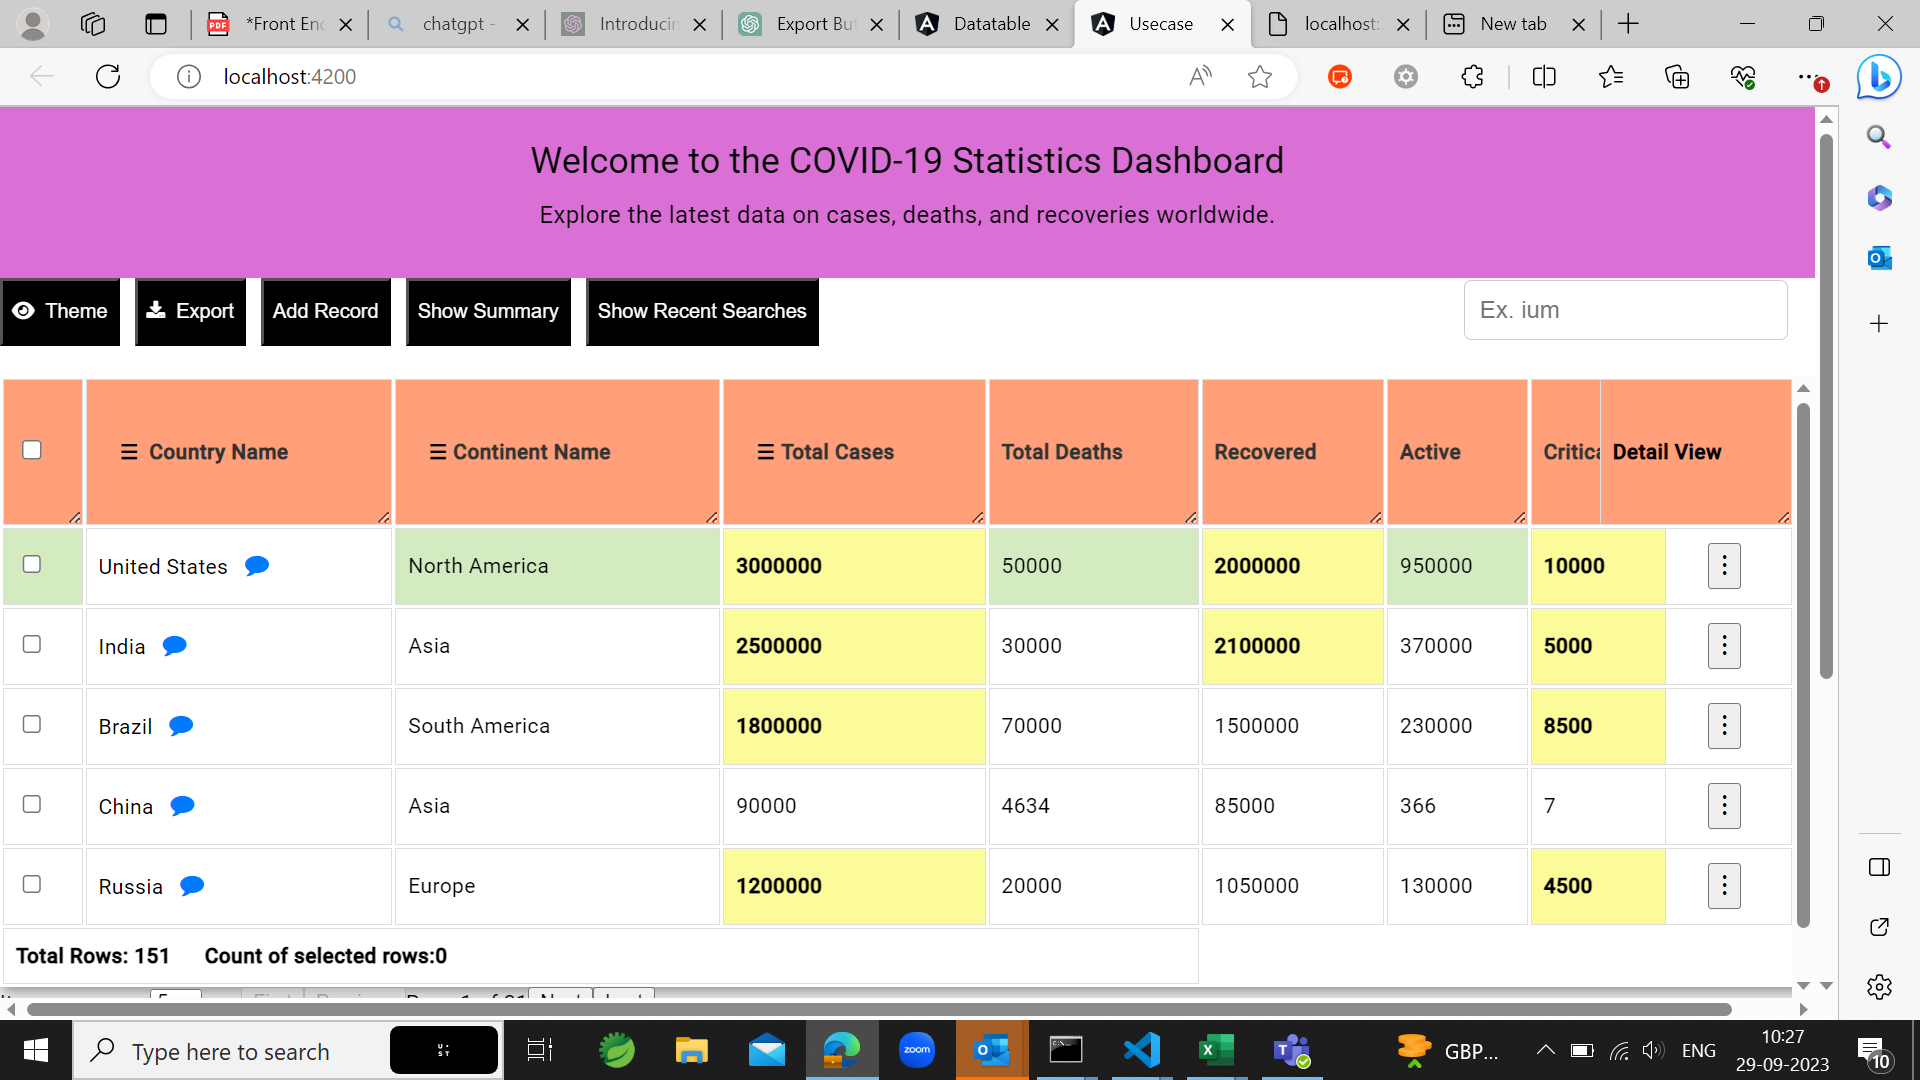 *Front En
chatgpt -
Introducin
Export Bu
Datatable
Usecase
localhost:
New tab
localhost:4200
Welcome to the COVID-19 Statistics Dashboard
Explore the latest data on cases, deaths, and recoveries worldwide.
Theme Export Add Record Show Summary Show Recent Searches Ex. ium
Country Name Continent Name Total Cases Total Deaths Recovered Active Critica Detail View
United States North America 3000000 50000 2000000 950000 10000
India Asia 2500000 30000 2100000 370000 5000
Brazil South America 1800000 70000 1500000 230000 8500
China Asia 90000 4634 85000 366 7
Russia Europe 1200000 20000 1050000 130000 4500
Total Rows: 151 Count of selected rows:0
Type here to search
zoom
GBP...
ENG
10:27
29-09-2023
10